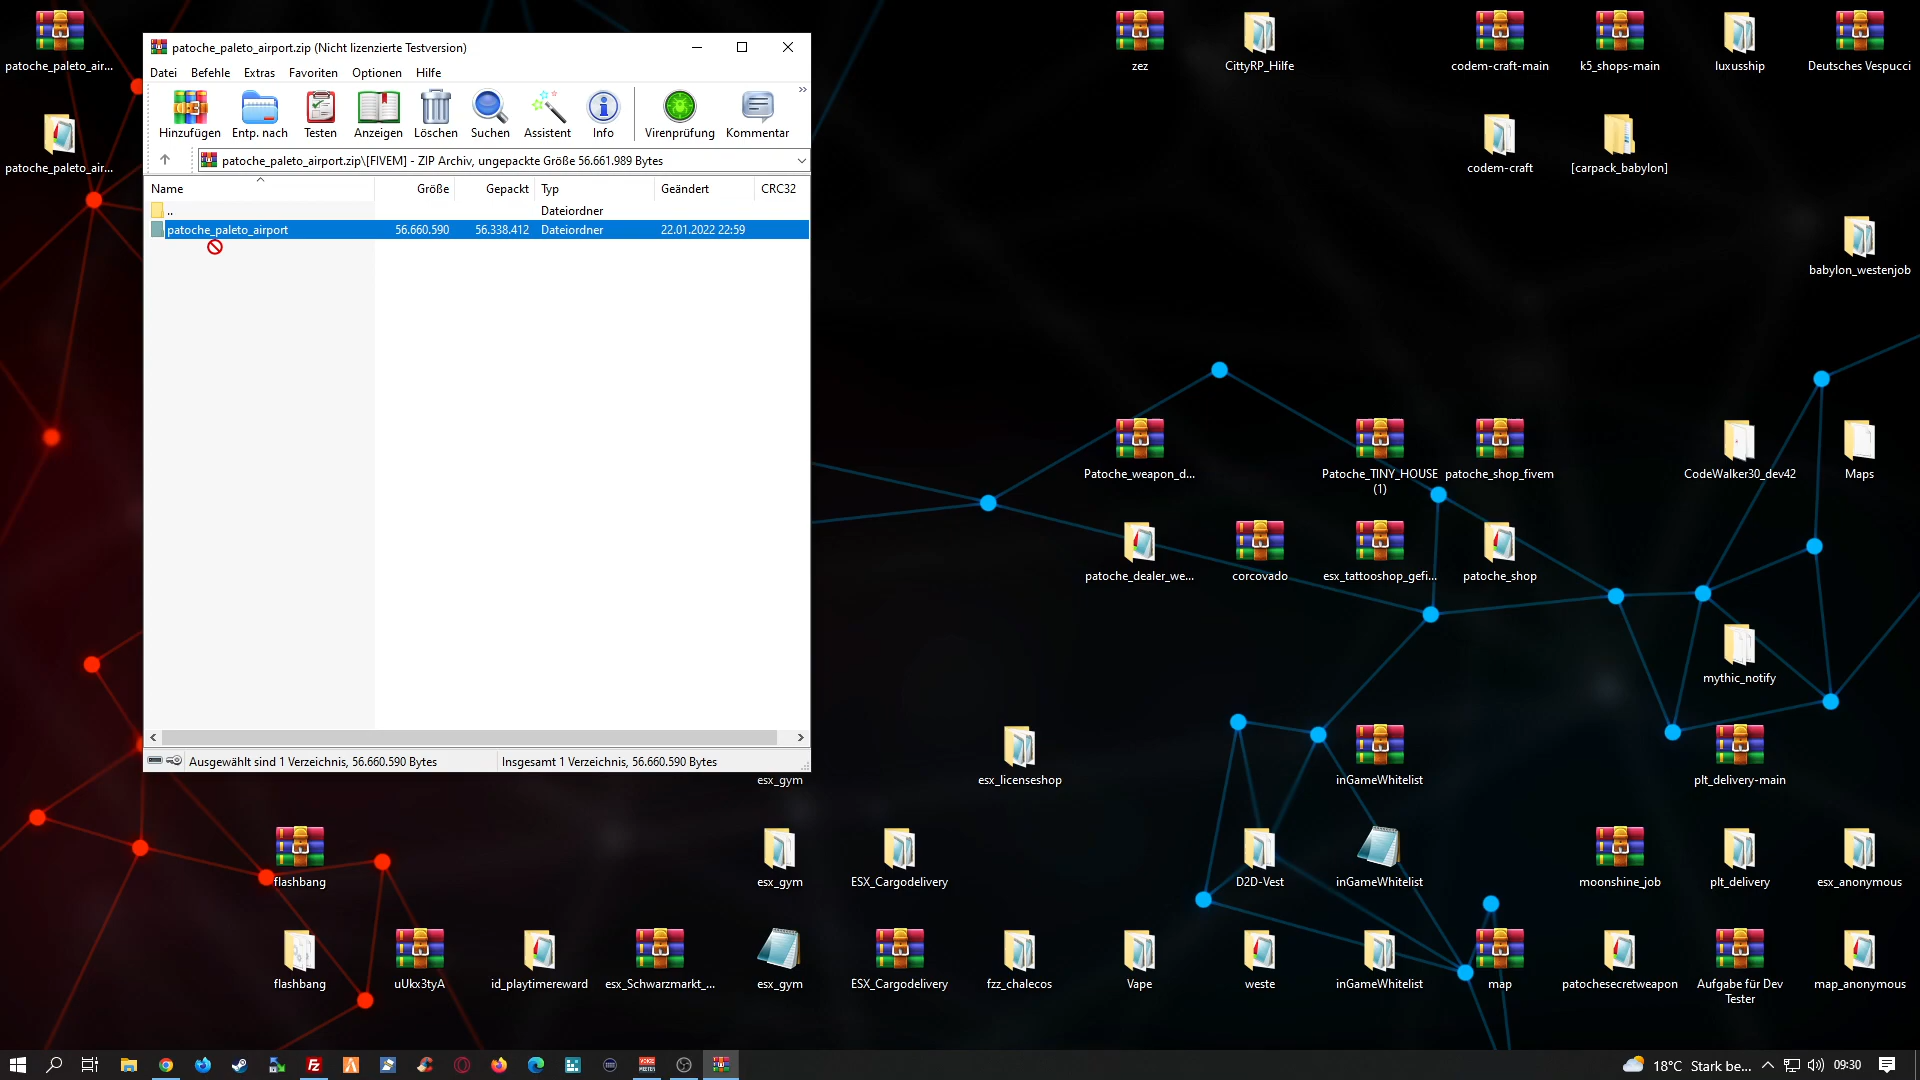 patoche_paleto_air...
patoche_paleto_air...
patoche_paleto_airport.zip (Nicht lizenzierte Testversion)
Datei Befehle Extras Favoriten Optionen Hilfe
Hinzufügen Entp. nach Testen Anzeigen Löschen Suchen Assistent Info Virenprüfung Kommentar
patoche_paleto_airport.zip\[FIVEM] - ZIP Archiv, ungepackte Größe 56.661.989 Bytes
Name Größe Gepackt Typ Geändert CRC32
.. Dateiordner
patoche_paleto_airport 56.660.590 56.338.412 Dateiordner 22.01.2022 22:59
Ausgewählt sind 1 Verzeichnis, 56.660.590 Bytes Insgesamt 1 Verzeichnis, 56.660.590 Bytes
zez CittyRP_Hilfe codem-craft-main k5_shops-main luxusship Deutsches Vespucci
codem-craft [carpack_babylon]
babylon_westenjob
Patoche_weapon_d... Patoche_TINY_HOUSE patoche_shop_fivem CodeWalker30_dev42 Maps
(1)
patoche_dealer_we... corcovado esx_tattooshop_gefi... patoche_shop
mythic_notify
esx_gym esx_licenseshop inGameWhitelist plt_delivery-main
flashbang esx_gym ESX_Cargodelivery D2D-Vest inGameWhitelist moonshine_job plt_delivery esx_anonymous
flashbang uUkx3tyA id_playtimereward esx_Schwarzmarkt_... esx_gym ESX_Cargodelivery fzz_chalecos Vape weste inGameWhitelist map patochesecretweapon Aufgabe für Dev map_anonymous
Tester
18°C Stark be... 09:30